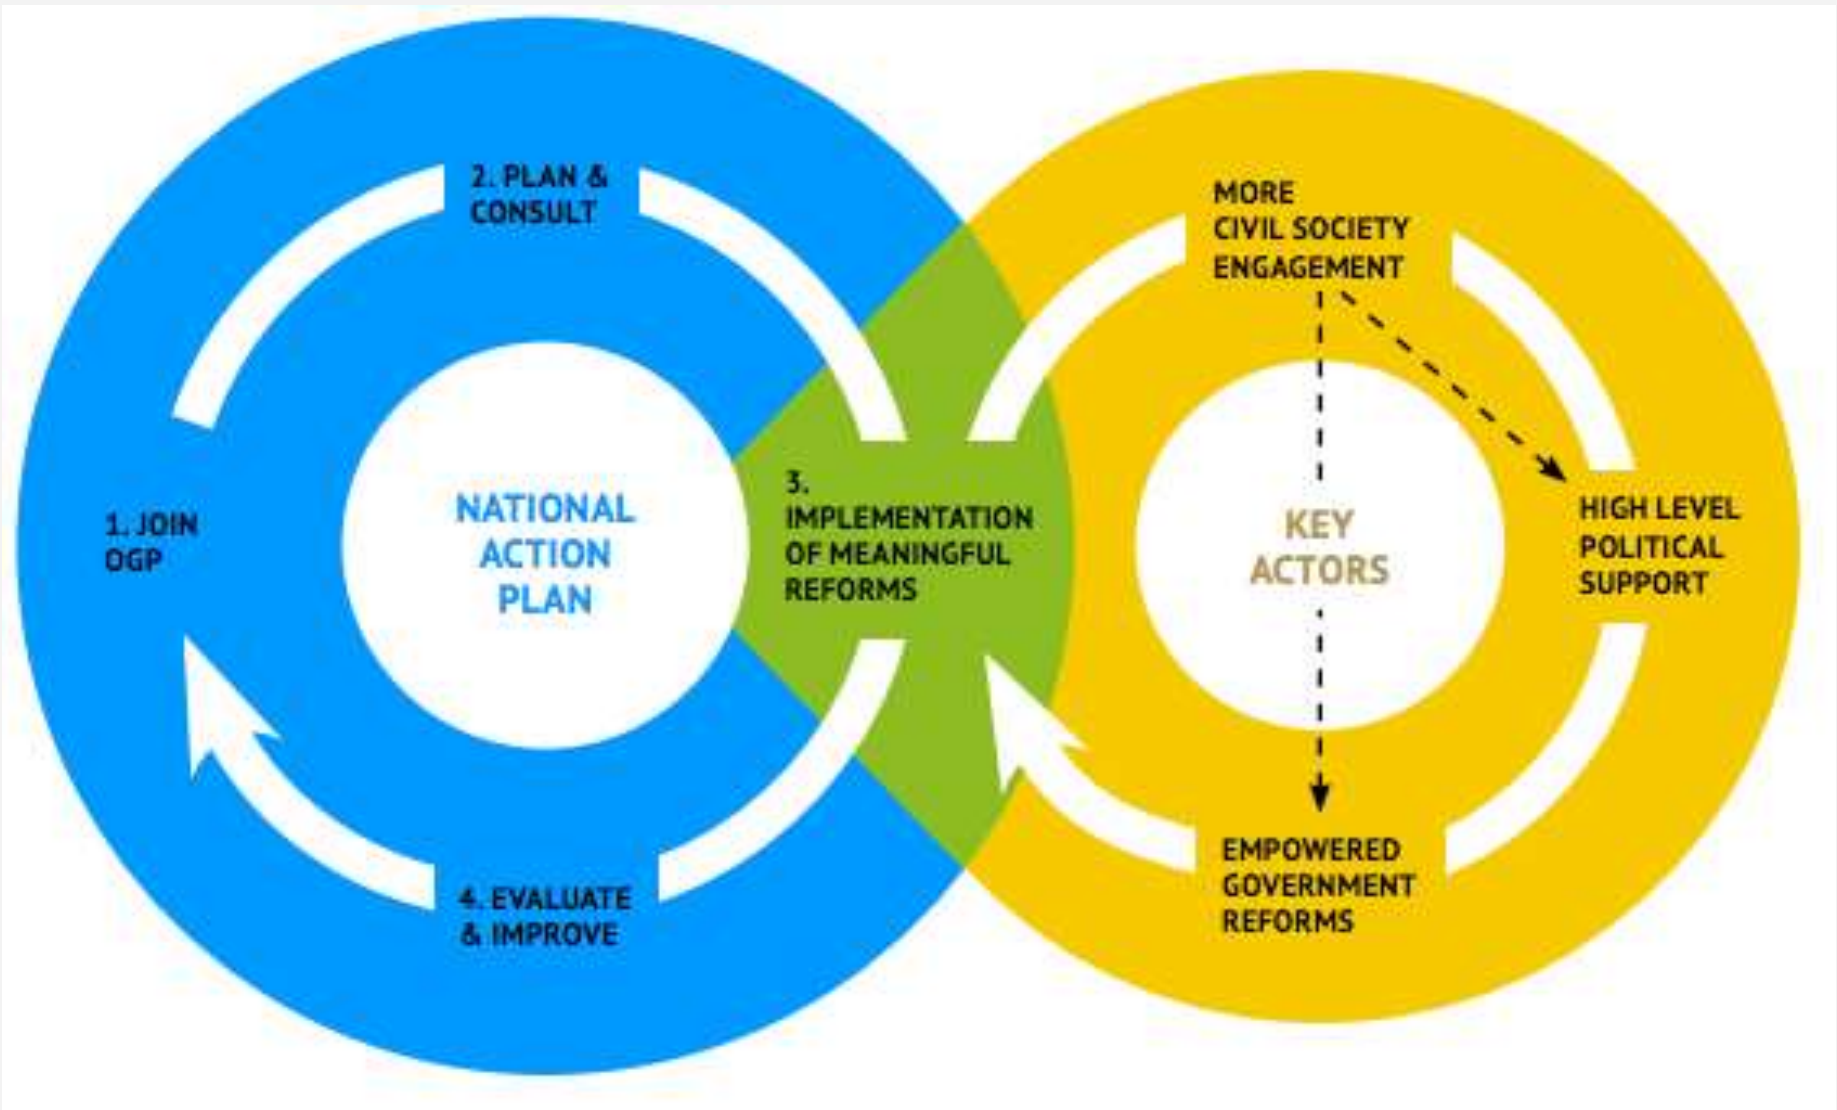 2. PLAN &
CONSULT
1. JOIN
OGP
NATIONAL
ACTION
PLAN
3.
IMPLEMENTATION
OF MEANINGFUL
REFORMS
4. EVALUATE
& IMPROVE
MORE
CIVIL SOCIETY
ENGAGEMENT
KEY
ACTORS
HIGH LEVEL
POLITICAL
SUPPORT
EMPOWERED
GOVERNMENT
REFORMS